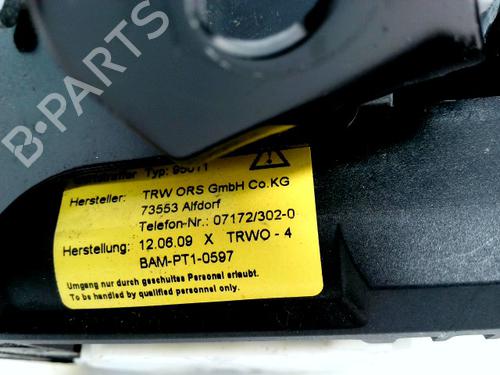 B-PARTS
Typ: 95011
Hersteller: TRW ORS GmbH Co.KG
73553 Alfdorf
Telefon-Nr.: 07172/302-0
Herstellung: 12.06.09 X TRWO - 4
BAM-PT1-0597
Umgang nur durch geschultes Personal erlaubt.
To be handled by qualified personnel only.